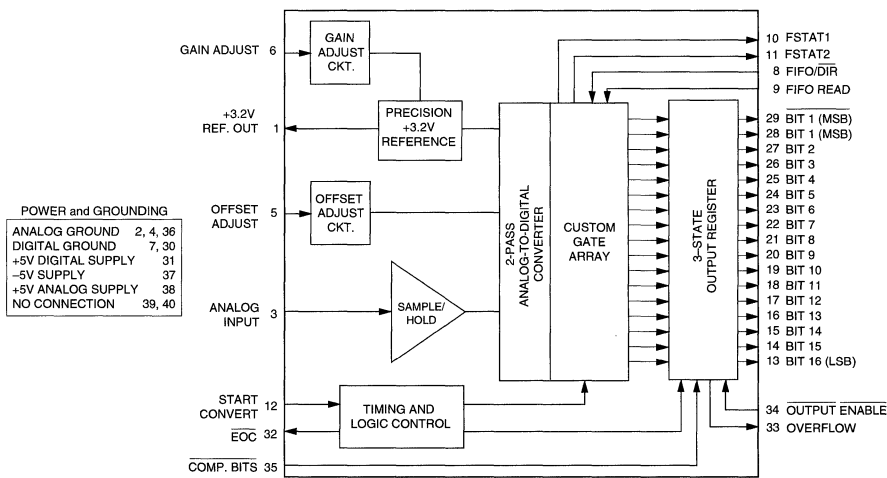 GAIN ADJUST 6
GAIN
ADJUST
CKT.
+3.2V
REF. OUT 1
PRECISION
+3.2V
REFERENCE
OFFSET
ADJUST 5
OFFSET
ADJUST
CKT.
ANALOG
INPUT 3
SAMPLE/
HOLD
START
CONVERT 12
EOC 32
TIMING AND
LOGIC CONTROL
COMP. BITS 35
POWER and GROUNDING
ANALOG GROUND 2, 4, 36
DIGITAL GROUND 7, 30
+5V DIGITAL SUPPLY 31
–5V SUPPLY 37
+5V ANALOG SUPPLY 38
NO CONNECTION 39, 40
2-PASS
ANALOG-TO-DIGITAL
CONVERTER
CUSTOM
GATE
ARRAY
3–STATE
OUTPUT REGISTER
10 FSTAT1
11 FSTAT2
8 FIFO/DIR
9 FIFO READ
29 BIT 1 (MSB)
28 BIT 1 (MSB)
27 BIT 2
26 BIT 3
25 BIT 4
24 BIT 5
23 BIT 6
22 BIT 7
21 BIT 8
20 BIT 9
19 BIT 10
18 BIT 11
17 BIT 12
16 BIT 13
15 BIT 14
14 BIT 15
13 BIT 16 (LSB)
34 OUTPUT ENABLE
33 OVERFLOW